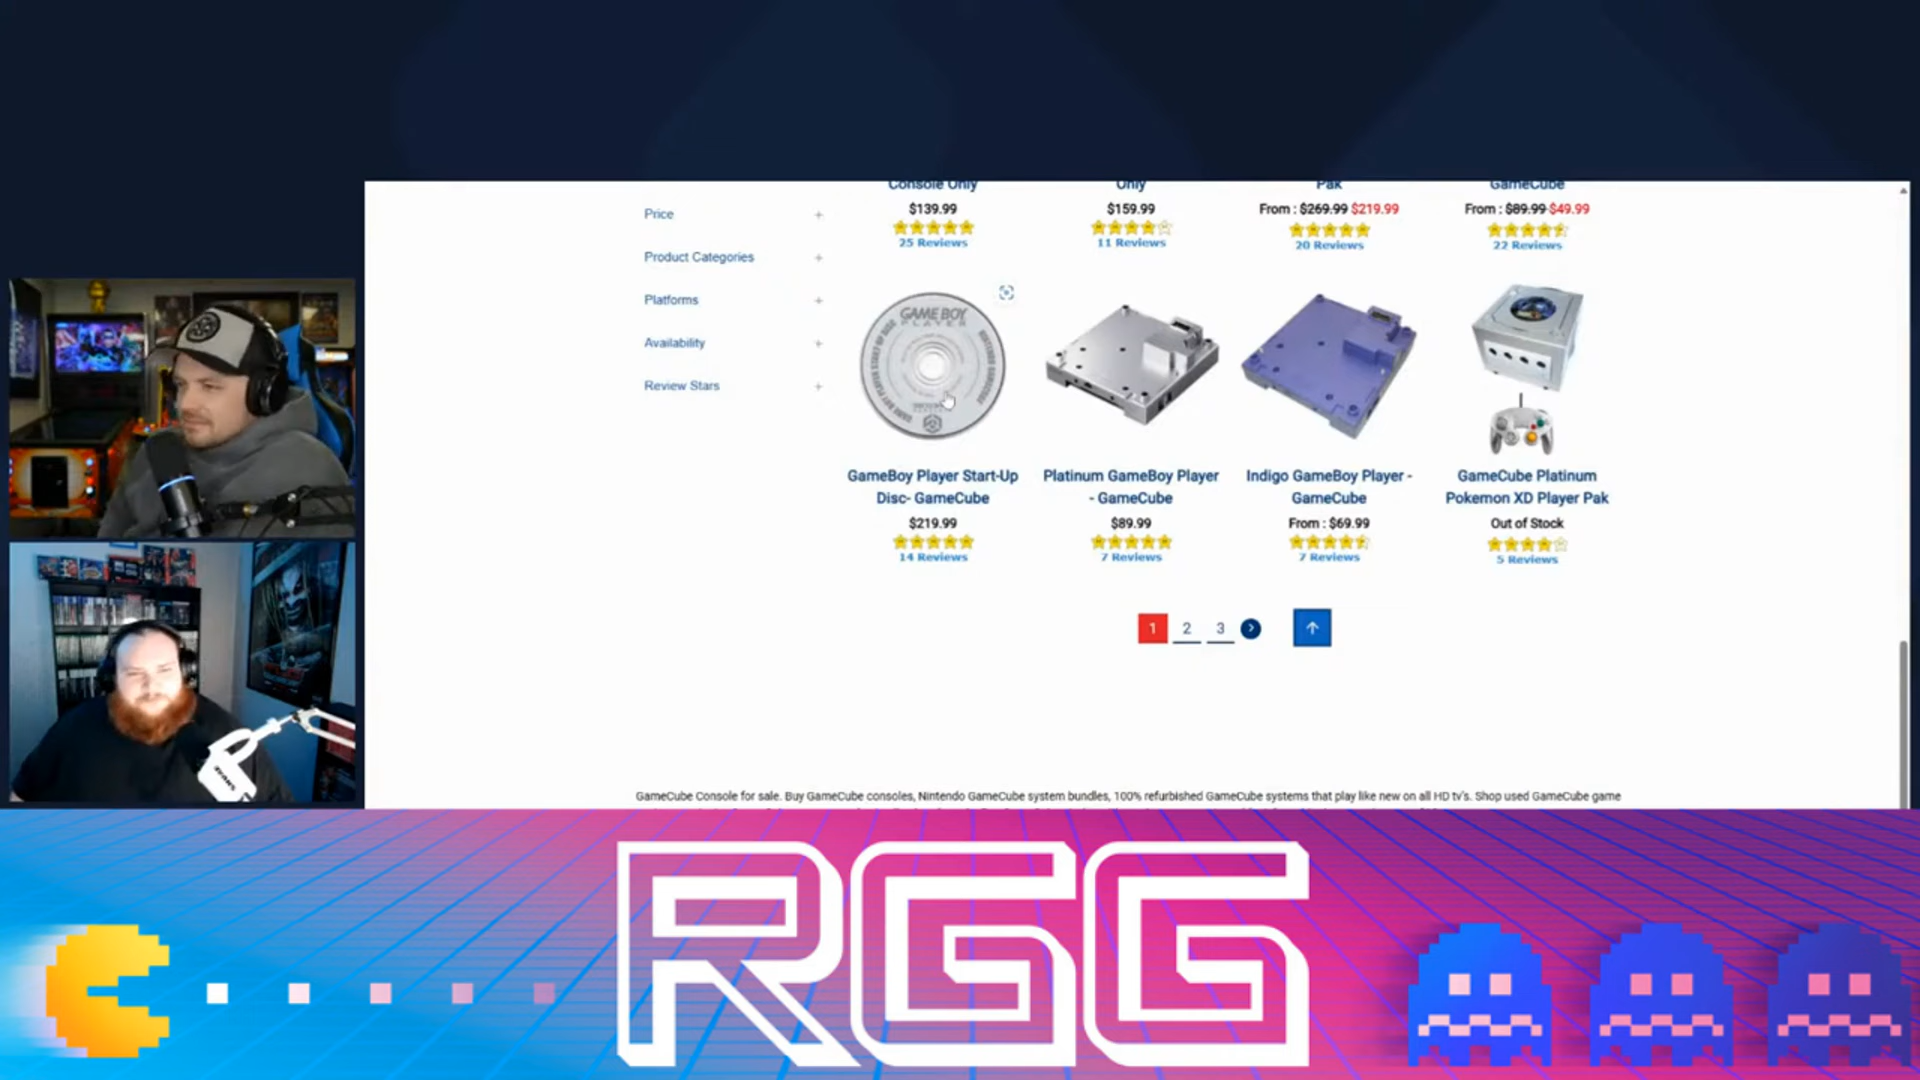 Console Only
Only
Pak
GameCube
Price
$139.99
$159.99
From : $269.99 $219.99
From : $89.99 $49.99
25 Reviews
11 Reviews
20 Reviews
22 Reviews
Product Categories
Platforms
Availability
Review Stars
GAME BOY
PLAYER
GameBoy Player Start-Up
Disc- GameCube
$219.99
14 Reviews
Platinum GameBoy Player
- GameCube
$89.99
7 Reviews
Indigo GameBoy Player -
GameCube
From : $69.99
7 Reviews
GameCube Platinum
Pokemon XD Player Pak
Out of Stock
5 Reviews
1 2 3
GameCube Console for sale. Buy GameCube consoles, Nintendo GameCube system bundles, 100% refurbished GameCube systems that play like new on all HD tv's. Shop used GameCube game
RGG